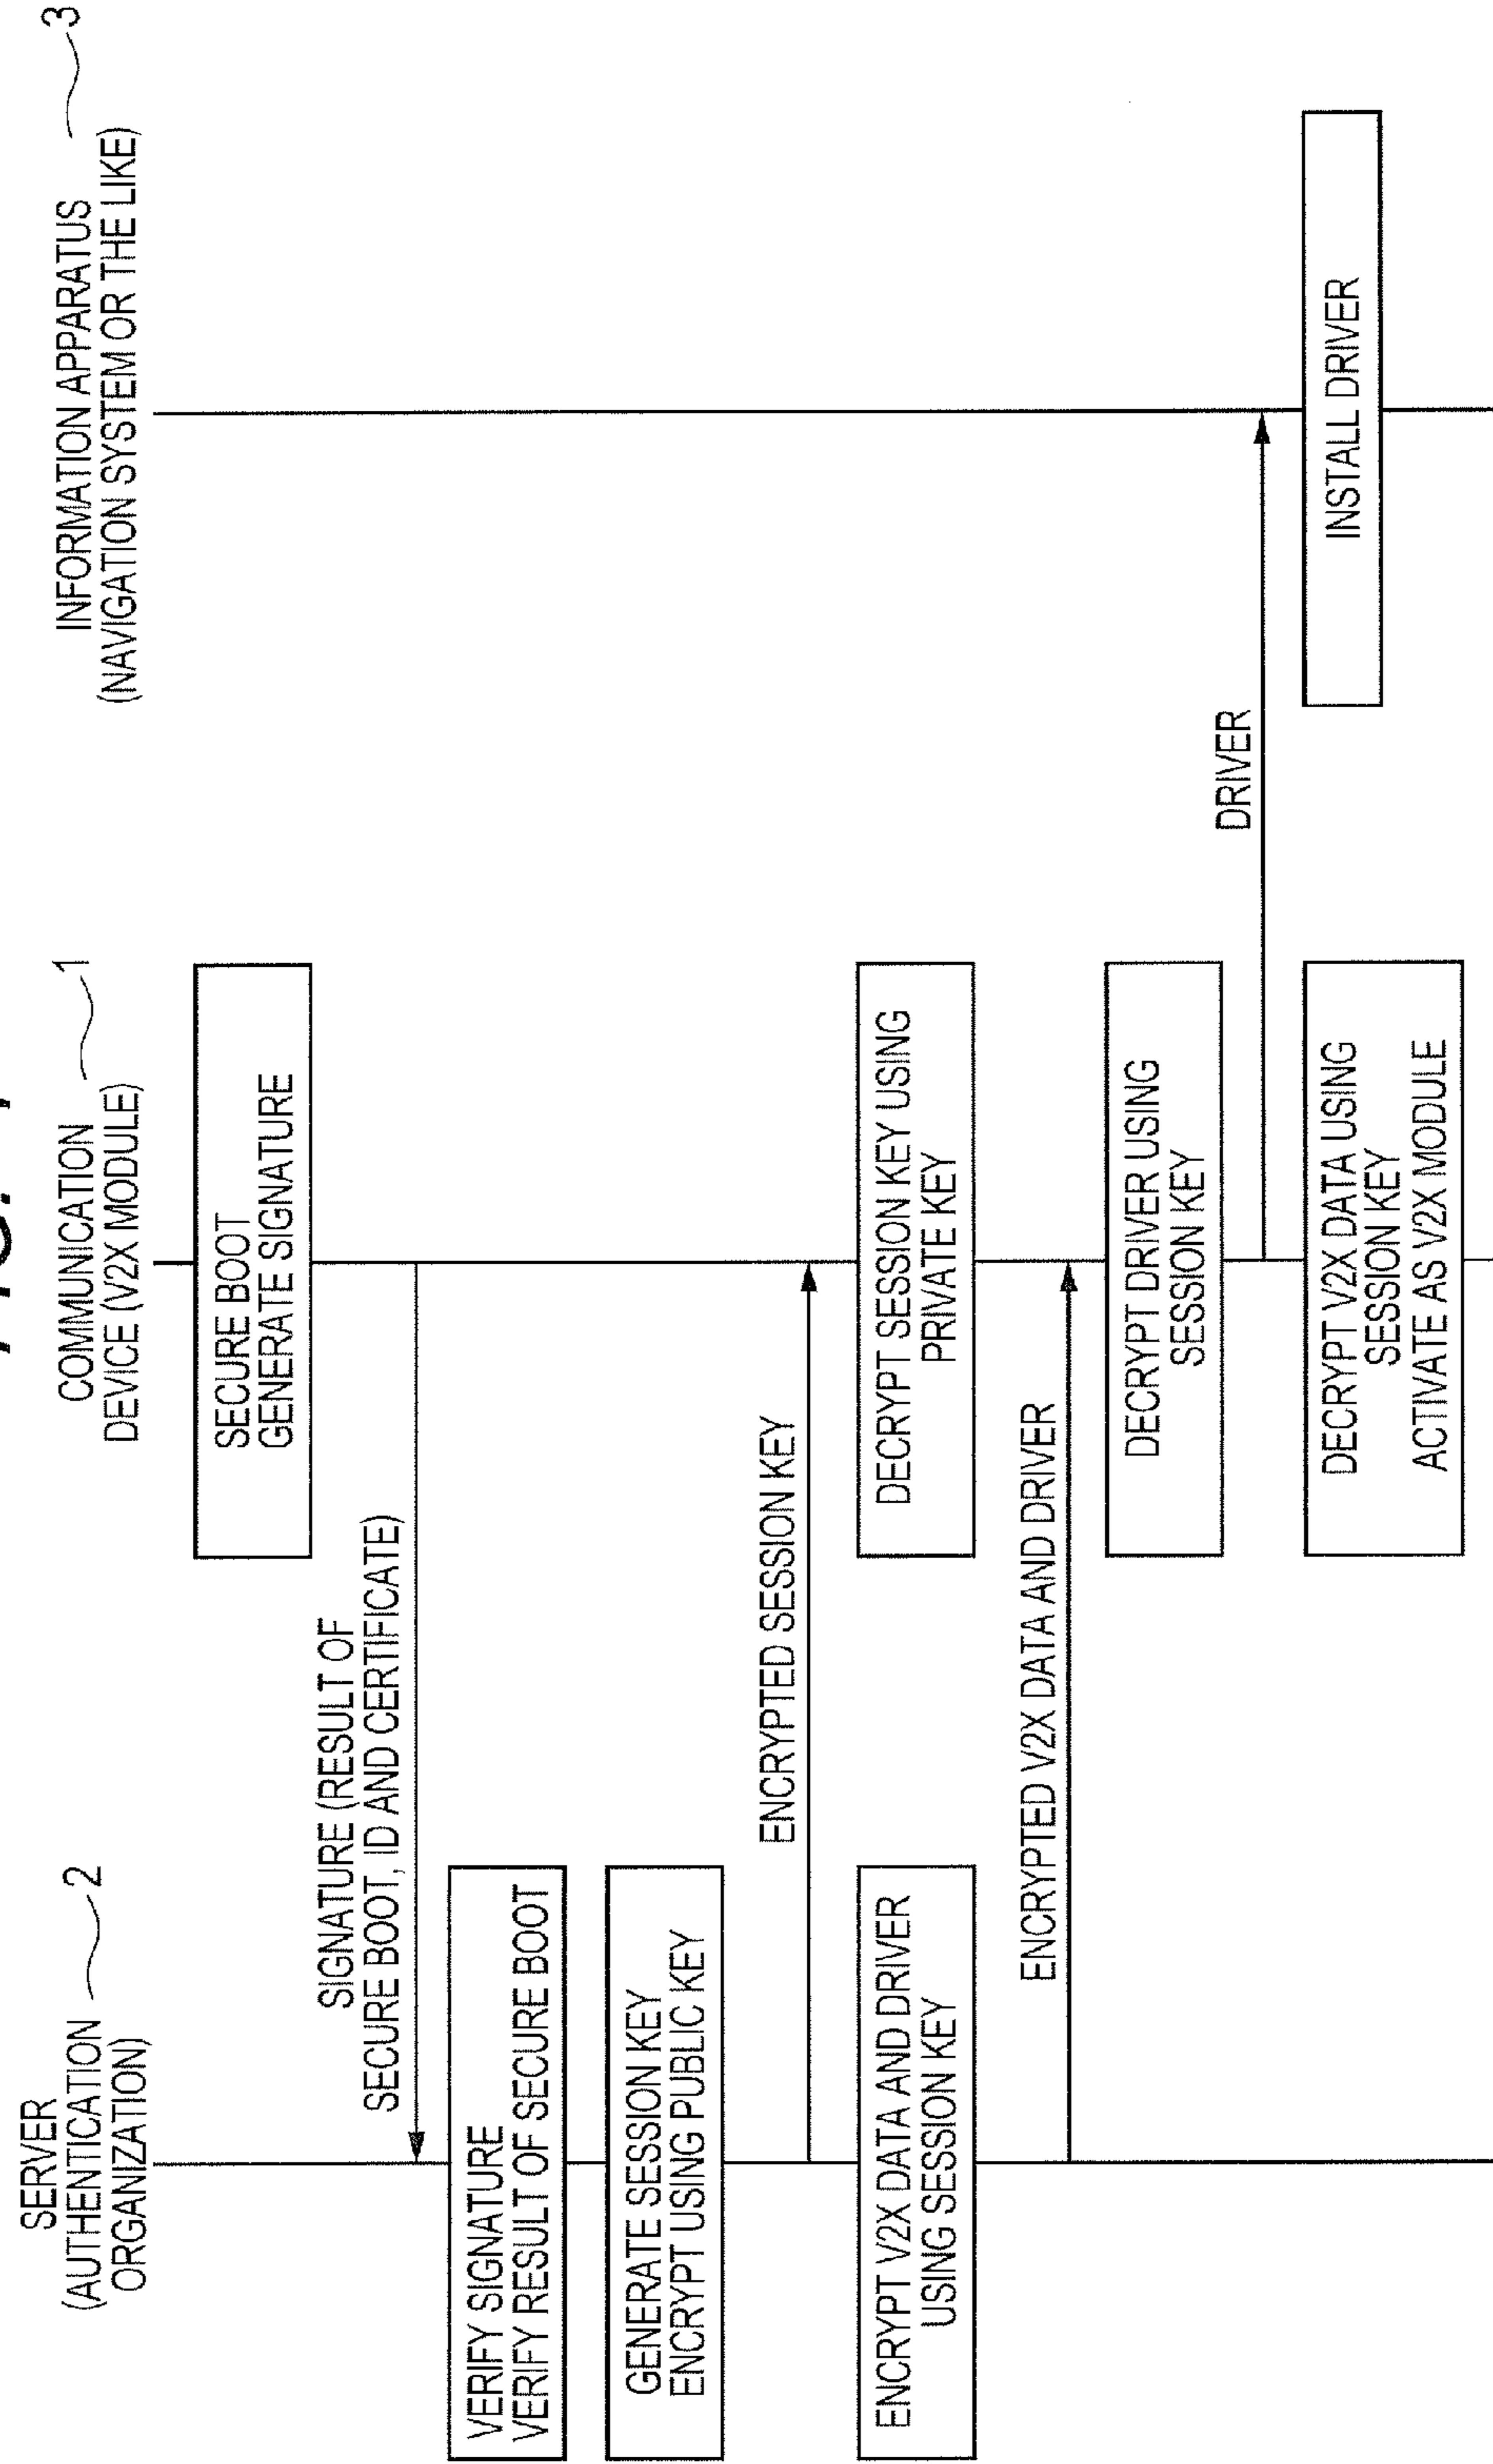 SERVER
(AUTHENTICATION
ORGANIZATION)
2
COMMUNICATION
DEVICE (V2X MODULE)
1
INFORMATION APPARATUS
(NAVIGATION SYSTEM OR THE LIKE)
3
SECURE BOOT
GENERATE SIGNATURE
SIGNATURE (RESULT OF
SECURE BOOT, ID AND CERTIFICATE)
VERIFY SIGNATURE
VERIFY RESULT OF SECURE BOOT
GENERATE SESSION KEY
ENCRYPT USING PUBLIC KEY
ENCRYPTED SESSION KEY
ENCRYPT V2X DATA AND DRIVER
USING SESSION KEY
DECRYPT SESSION KEY USING
PRIVATE KEY
ENCRYPTED V2X DATA AND DRIVER
DECRYPT DRIVER USING
SESSION KEY
DRIVER
DECRYPT V2X DATA USING
SESSION KEY
ACTIVATE AS V2X MODULE
INSTALL DRIVER